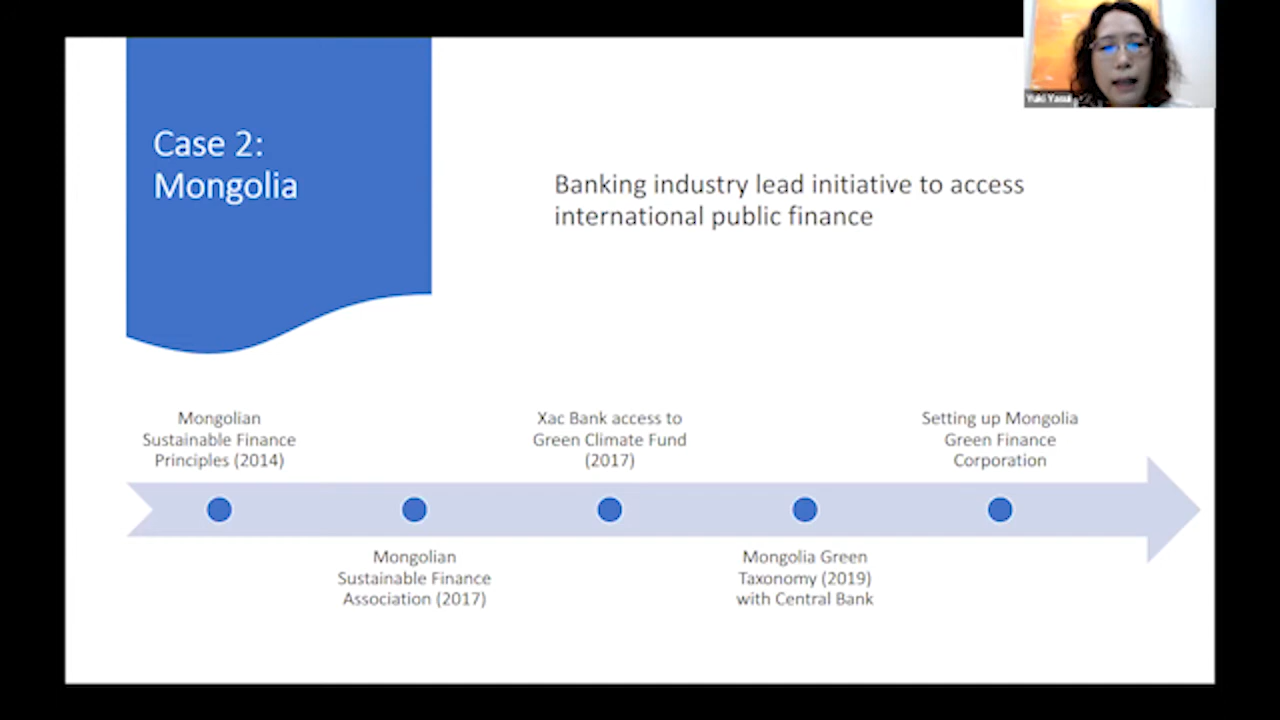 Yuki Yasui
Case 2:
Mongolia
Banking industry lead initiative to access
international public finance
Mongolian
Sustainable Finance
Principles (2014)
Mongolian
Sustainable Finance
Association (2017)
Xac Bank access to
Green Climate Fund
(2017)
Mongolia Green
Taxonomy (2019)
with Central Bank
Setting up Mongolia
Green Finance
Corporation